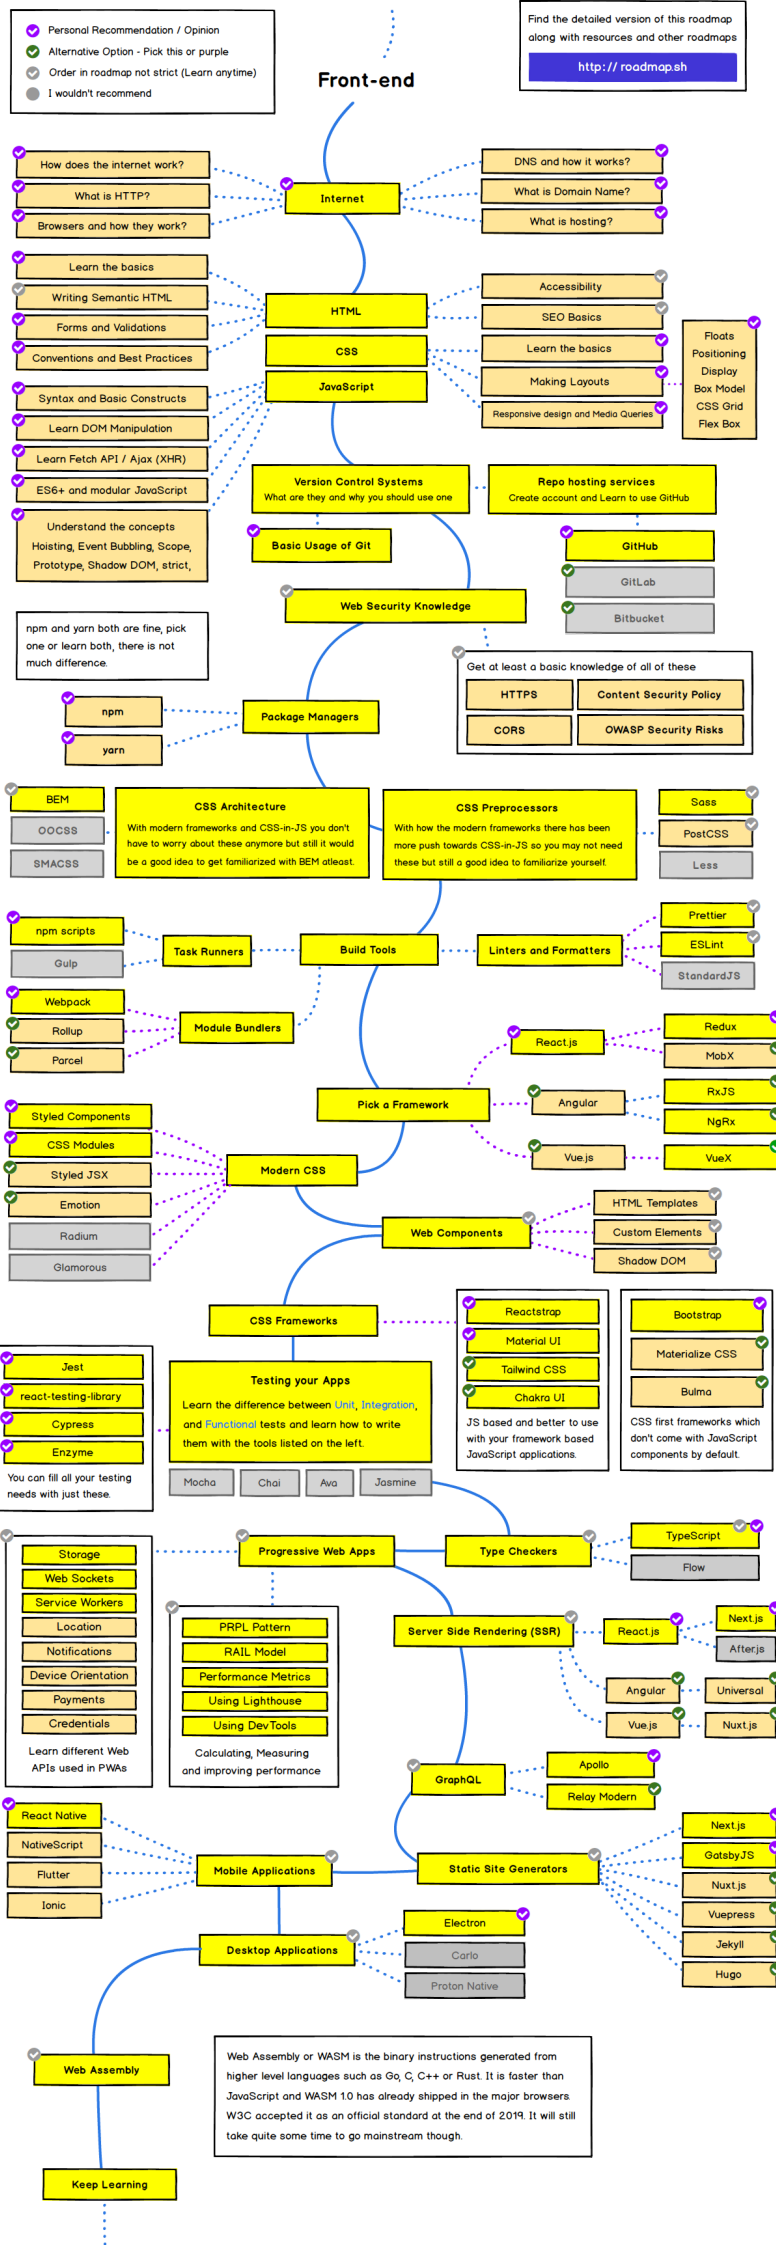 Personal Recommendation / Opinion
Alternative Option - Pick this or purple
Order in roadmap not strict (Learn anytime)
I wouldn't recommend
Find the detailed version of this roadmap
along with resources and other roadmaps
http:// roadmap.sh
Front-end
How does the internet work?
What is HTTP?
Browsers and how they work?
Internet
DNS and how it works?
What is Domain Name?
What is hosting?
Learn the basics
Writing Semantic HTML
Forms and Validations
Conventions and Best Practices
HTML
CSS
JavaScript
Accessibility
SEO Basics
Learn the basics
Making Layouts
Responsive design and Media Queries
Floats
Positioning
Display
Box Model
CSS Grid
Flex Box
Syntax and Basic Constructs
Learn DOM Manipulation
Learn Fetch API / Ajax (XHR)
ES6+ and modular JavaScript
Understand the concepts
Hoisting, Event Bubbling, Scope,
Prototype, Shadow DOM, strict,
Version Control Systems
What are they and why you should use one
Repo hosting services
Create account and Learn to use GitHub
Basic Usage of Git
GitHub
GitLab
Bitbucket
Web Security Knowledge
Get at least a basic knowledge of all of these
HTTPS
Content Security Policy
CORS
OWASP Security Risks
npm and yarn both are fine, pick
one or learn both, there is not
much difference.
npm
yarn
Package Managers
BEM
OOCSS
SMACSS
CSS Architecture
With modern frameworks and CSS-in-JS you don't
have to worry about these anymore but still it would
be a good idea to get familiarized with BEM atleast.
CSS Preprocessors
With how the modern frameworks there has been
more push towards CSS-in-JS so you may not need
these but still a good idea to familiarize yourself.
Sass
PostCSS
Less
npm scripts
Gulp
Task Runners
Build Tools
Linters and Formatters
Prettier
ESLint
StandardJS
Webpack
Rollup
Parcel
Module Bundlers
Pick a Framework
React.js
Redux
MobX
Angular
RxJS
NgRx
Vue.js
VueX
Styled Components
CSS Modules
Styled JSX
Emotion
Radium
Glamorous
Modern CSS
Web Components
HTML Templates
Custom Elements
Shadow DOM
CSS Frameworks
Reactstrap
Material UI
Tailwind CSS
Chakra UI
JS based and better to use
with your framework based
JavaScript applications.
Bootstrap
Materialize CSS
Bulma
CSS first frameworks which
don't come with JavaScript
components by default.
Jest
react-testing-library
Cypress
Enzyme
You can fill all your testing
needs with just these.
Testing your Apps
Learn the difference between Unit, Integration,
and Functional tests and learn how to write
them with the tools listed on the left.
Mocha
Chai
Ava
Jasmine
Progressive Web Apps
Type Checkers
TypeScript
Flow
Storage
Web Sockets
Service Workers
Location
Notifications
Device Orientation
Payments
Credentials
Learn different Web
APIs used in PWAs
PRPL Pattern
RAIL Model
Performance Metrics
Using Lighthouse
Using DevTools
Calculating, Measuring
and improving performance
Server Side Rendering (SSR)
React.js
Next.js
After.js
Angular
Universal
Vue.js
Nuxt.js
GraphQL
Apollo
Relay Modern
React Native
NativeScript
Flutter
Ionic
Mobile Applications
Static Site Generators
Next.js
GatsbyJS
Nuxt.js
Vuepress
Jekyll
Hugo
Desktop Applications
Electron
Carlo
Proton Native
Web Assembly
Web Assembly or WASM is the binary instructions generated from
higher level languages such as Go, C, C++ or Rust. It is faster than
JavaScript and WASM 1.0 has already shipped in the major browsers.
W3C accepted it as an official standard at the end of 2019. It will still
take quite some time to go mainstream though.
Keep Learning